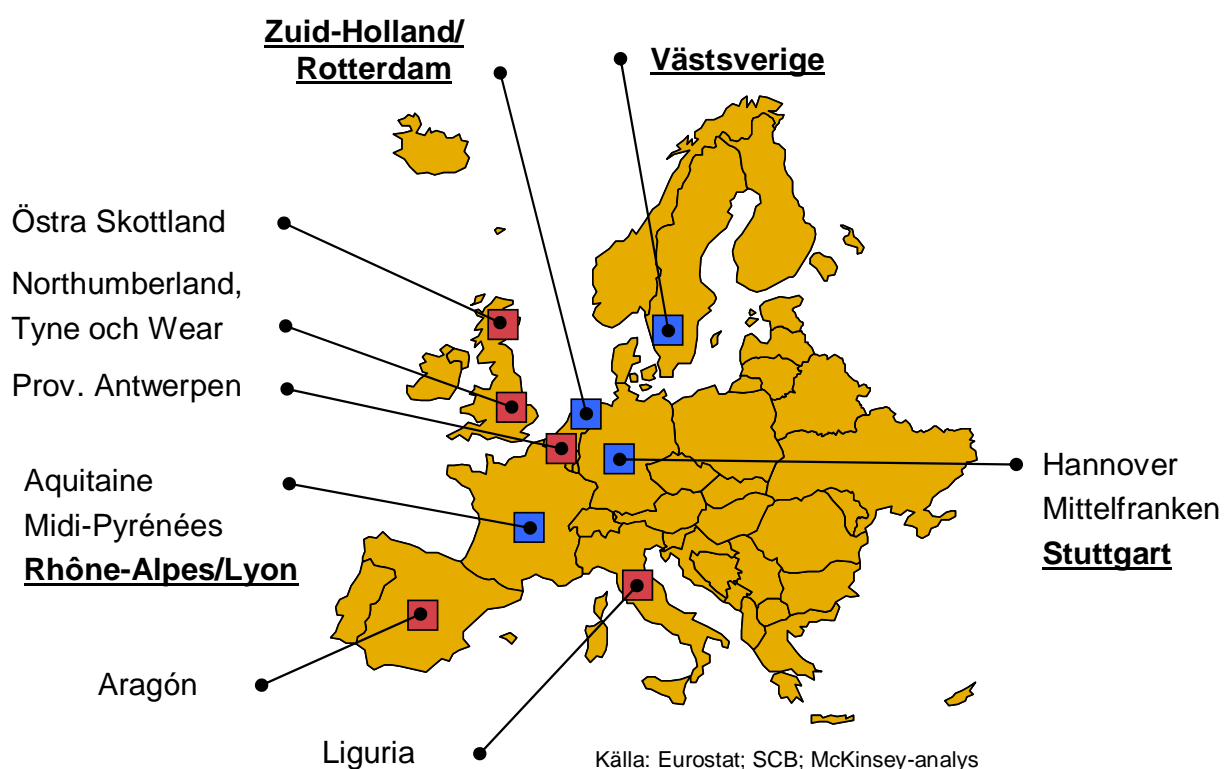 Zuid-Holland/
Rotterdam
Västsverige
Östra Skottland
Northumberland,
Tyne och Wear
Prov. Antwerpen
Aquitaine
Midi-Pyrénées
Rhône-Alpes/Lyon
Hannover
Mittelfranken
Stuttgart
Aragón
Liguria
Källa: Eurostat; SCB; McKinsey-analys